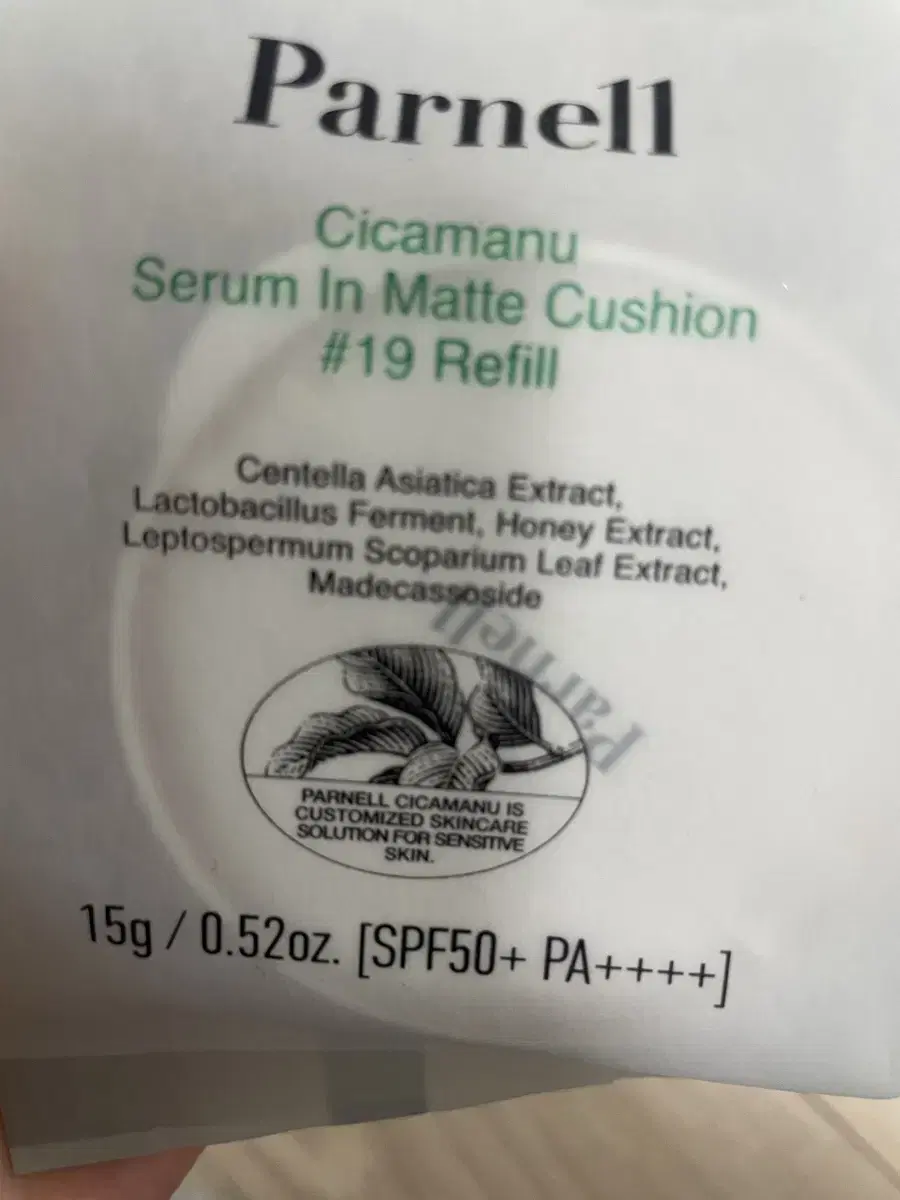 Parnell
Cicamanu
Serum In Matte Cushion
#19 Refill
Centella Asiatica Extract,
Lactobacillus Ferment, Honey Extract,
Leptospermum Scoparium Leaf Extract,
Madecassoside
Parnell
PARNELL CICAMANU IS
CUSTOMIZED SKINCARE
SOLUTION FOR SENSITIVE
SKIN.
15g / 0.52oz. [SPF50+ PA++++]